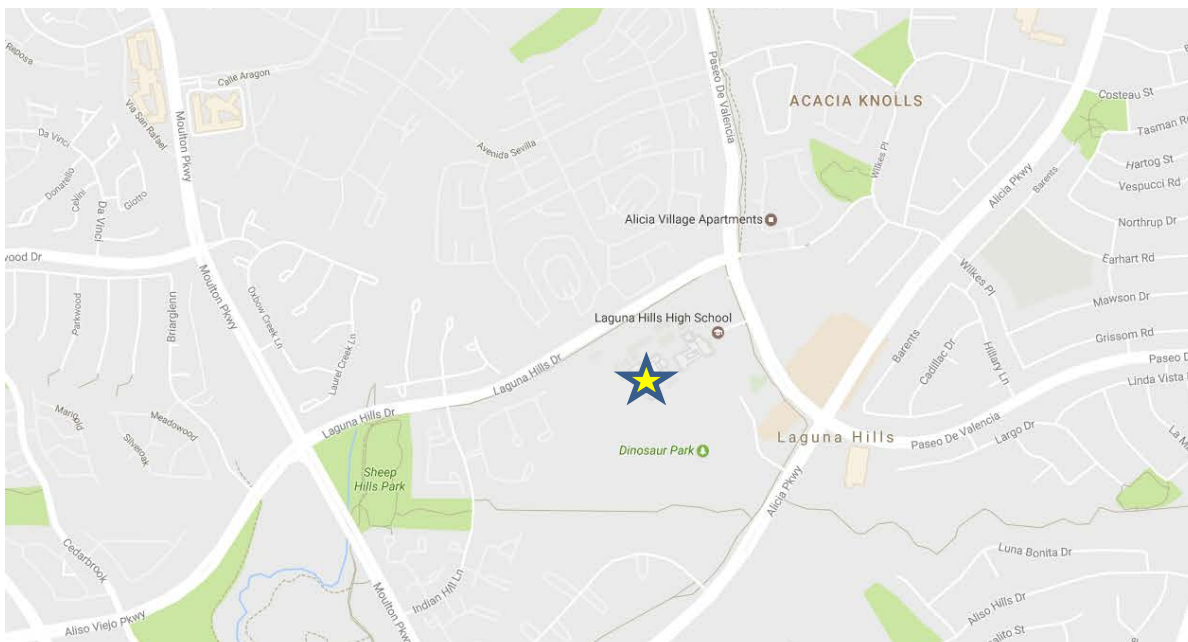 Reposa
Calle Aragon
Via San Rafael
Moulton Pkwy
Paseo De Valencia
ACACIA KNOLLS
Costeau St
Tasman Rd
Avenida Sevilla
Wilkes Pl
Alicia Pkwy
Hartog St
Barents
Vespucci Rd
Da Vinci
Donatello
Cellini
Giotto
Da Vinci
Alicia Village Apartments
Northrup Dr
wood Dr
Earhart Rd
Moulton Pkwy
Oxbow Creek Ln
Wilkes Pl
Mawson Dr
Parkwood
Briarglenn
Laguna Hills High School
Grissom Rd
Laurel Creek Ln
Barents
Cadillac Dr
Hillary Ln
Paseo D
Laguna Hills Dr
Linda Vista
Marigold
Meadowood
Silveroak
Laguna Hills Dr
Laguna Hills
Paseo De Valencia
Largo Dr
La M
Dinosaur Park
Sheep
Hills Park
Alicia Pkwy
Cedarbrook
Luna Bonita Dr
Indian Hill Ln
Moulton Pkwy
Aliso Hills Dr
Aliso Viejo Pkwy
alito St